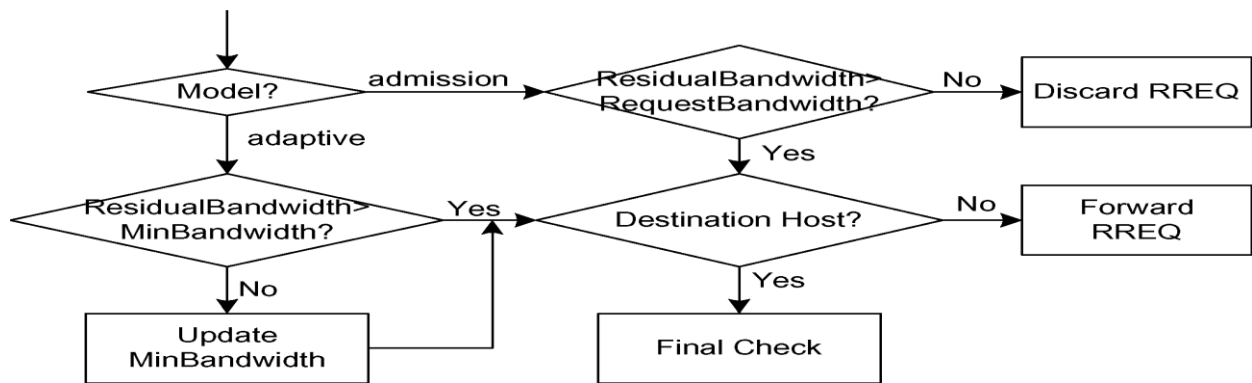 Model?
admission
ResidualBandwidth>
RequestBandwidth?
No
Discard RREQ
adaptive
Yes
ResidualBandwidth>
MinBandwidth?
Yes
Destination Host?
No
Forward
RREQ
No
Yes
Update
MinBandwidth
Final Check